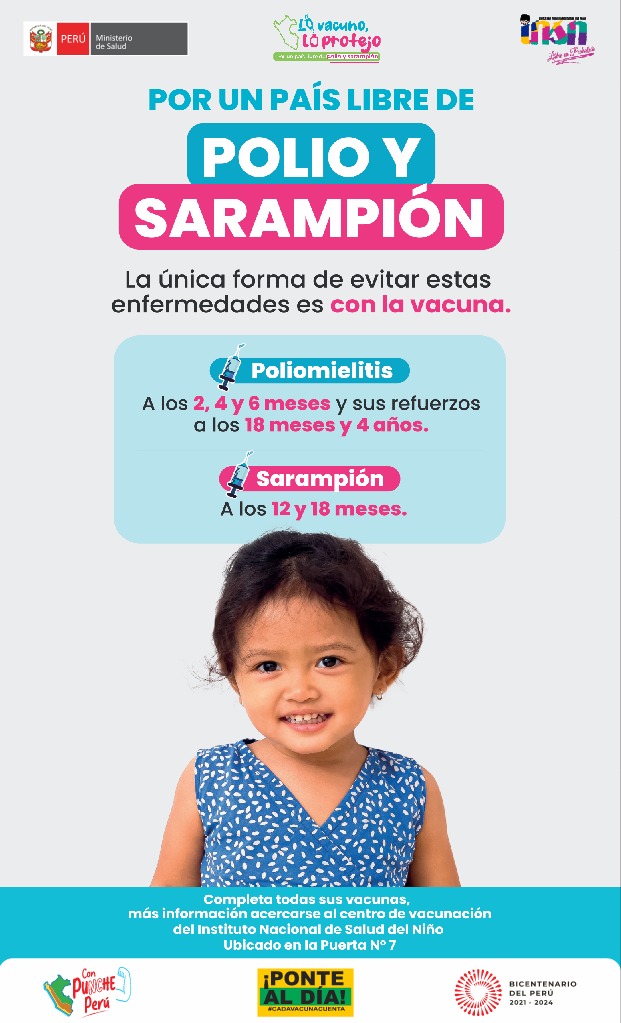 PERÚ
Ministerio
de Salud
Lo vacuno,
Lo protejo
Por un país libre de polio y sarampión
insn
POR UN PAÍS LIBRE DE
POLIO Y
SARAMPIÓN
La única forma de evitar estas
enfermedades es con la vacuna.
Poliomielitis
A los 2, 4 y 6 meses y sus refuerzos
a los 18 meses y 4 años.
Sarampión
A los 12 y 18 meses.
Completa todas sus vacunas,
más información acercarse al centro de vacunación
del Instituto Nacional de Salud del Niño
Ubicado en la Puerta Nº 7
Con
PUNCHE
Perú
¡PONTE
AL DÍA!
#CADAVACUNACUENTA
BICENTENARIO
DEL PERÚ
2021 - 2024